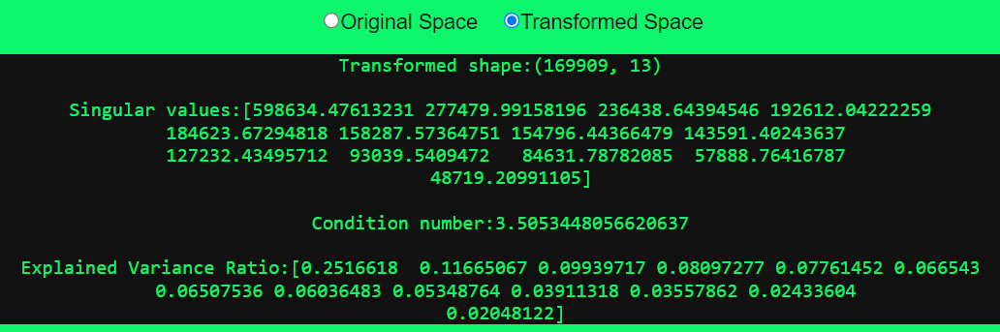 Original Space Transformed Space
Transformed shape:(169909, 13)
Singular values:[598634.47613231 277479.99158196 236438.64394546 192612.04222259
184623.67294818 158287.57364751 154796.44366479 143591.40243637
127232.43495712 93039.5409472 84631.78782085 57888.76416787
48719.20991105]
Condition number:3.5053448056620637
Explained Variance Ratio:[0.2516618 0.11665067 0.09939717 0.08097277 0.07761452 0.066543
0.06507536 0.06036483 0.05348764 0.03911318 0.03557862 0.02433604
0.02048122]